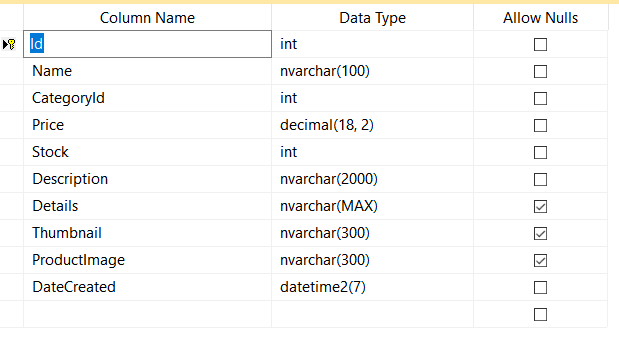 Column Name Data Type Allow Nulls
Id int
Name nvarchar(100)
CategoryId int
Price decimal(18, 2)
Stock int
Description nvarchar(2000)
Details nvarchar(MAX)
Thumbnail nvarchar(300)
ProductImage nvarchar(300)
DateCreated datetime2(7)